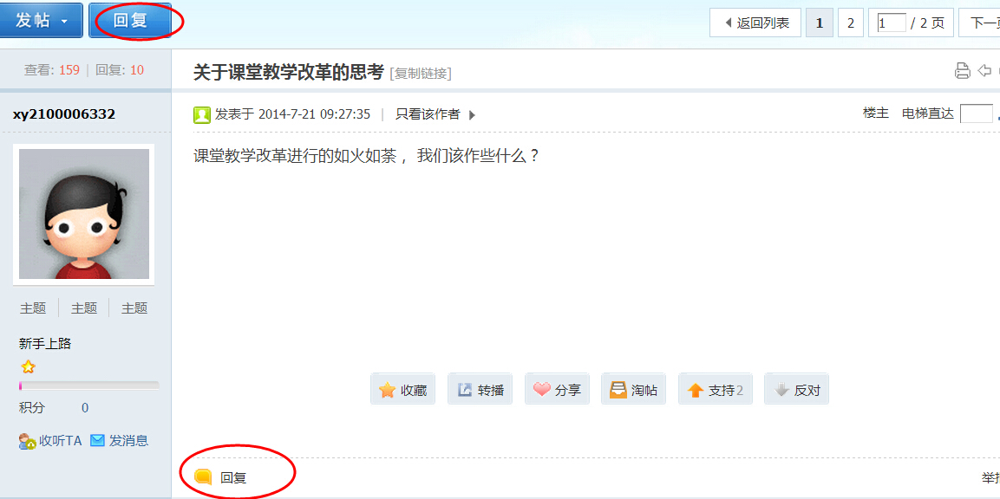 发帖 回复 返回列表 1 2 1 / 2 页 下一
查看: 159 | 回复: 10 关于课堂教学改革的思考 [复制链接]
xy2100006332 发表于 2014-7-21 09:27:35 | 只看该作者 楼主 电梯直达
课堂教学改革进行的如火如茶， 我们该作些什么？
主题 主题 主题
新手上路
收藏 转播 分享 淘帖 支持2 反对
积分 0
收听TA 发消息
回复 举